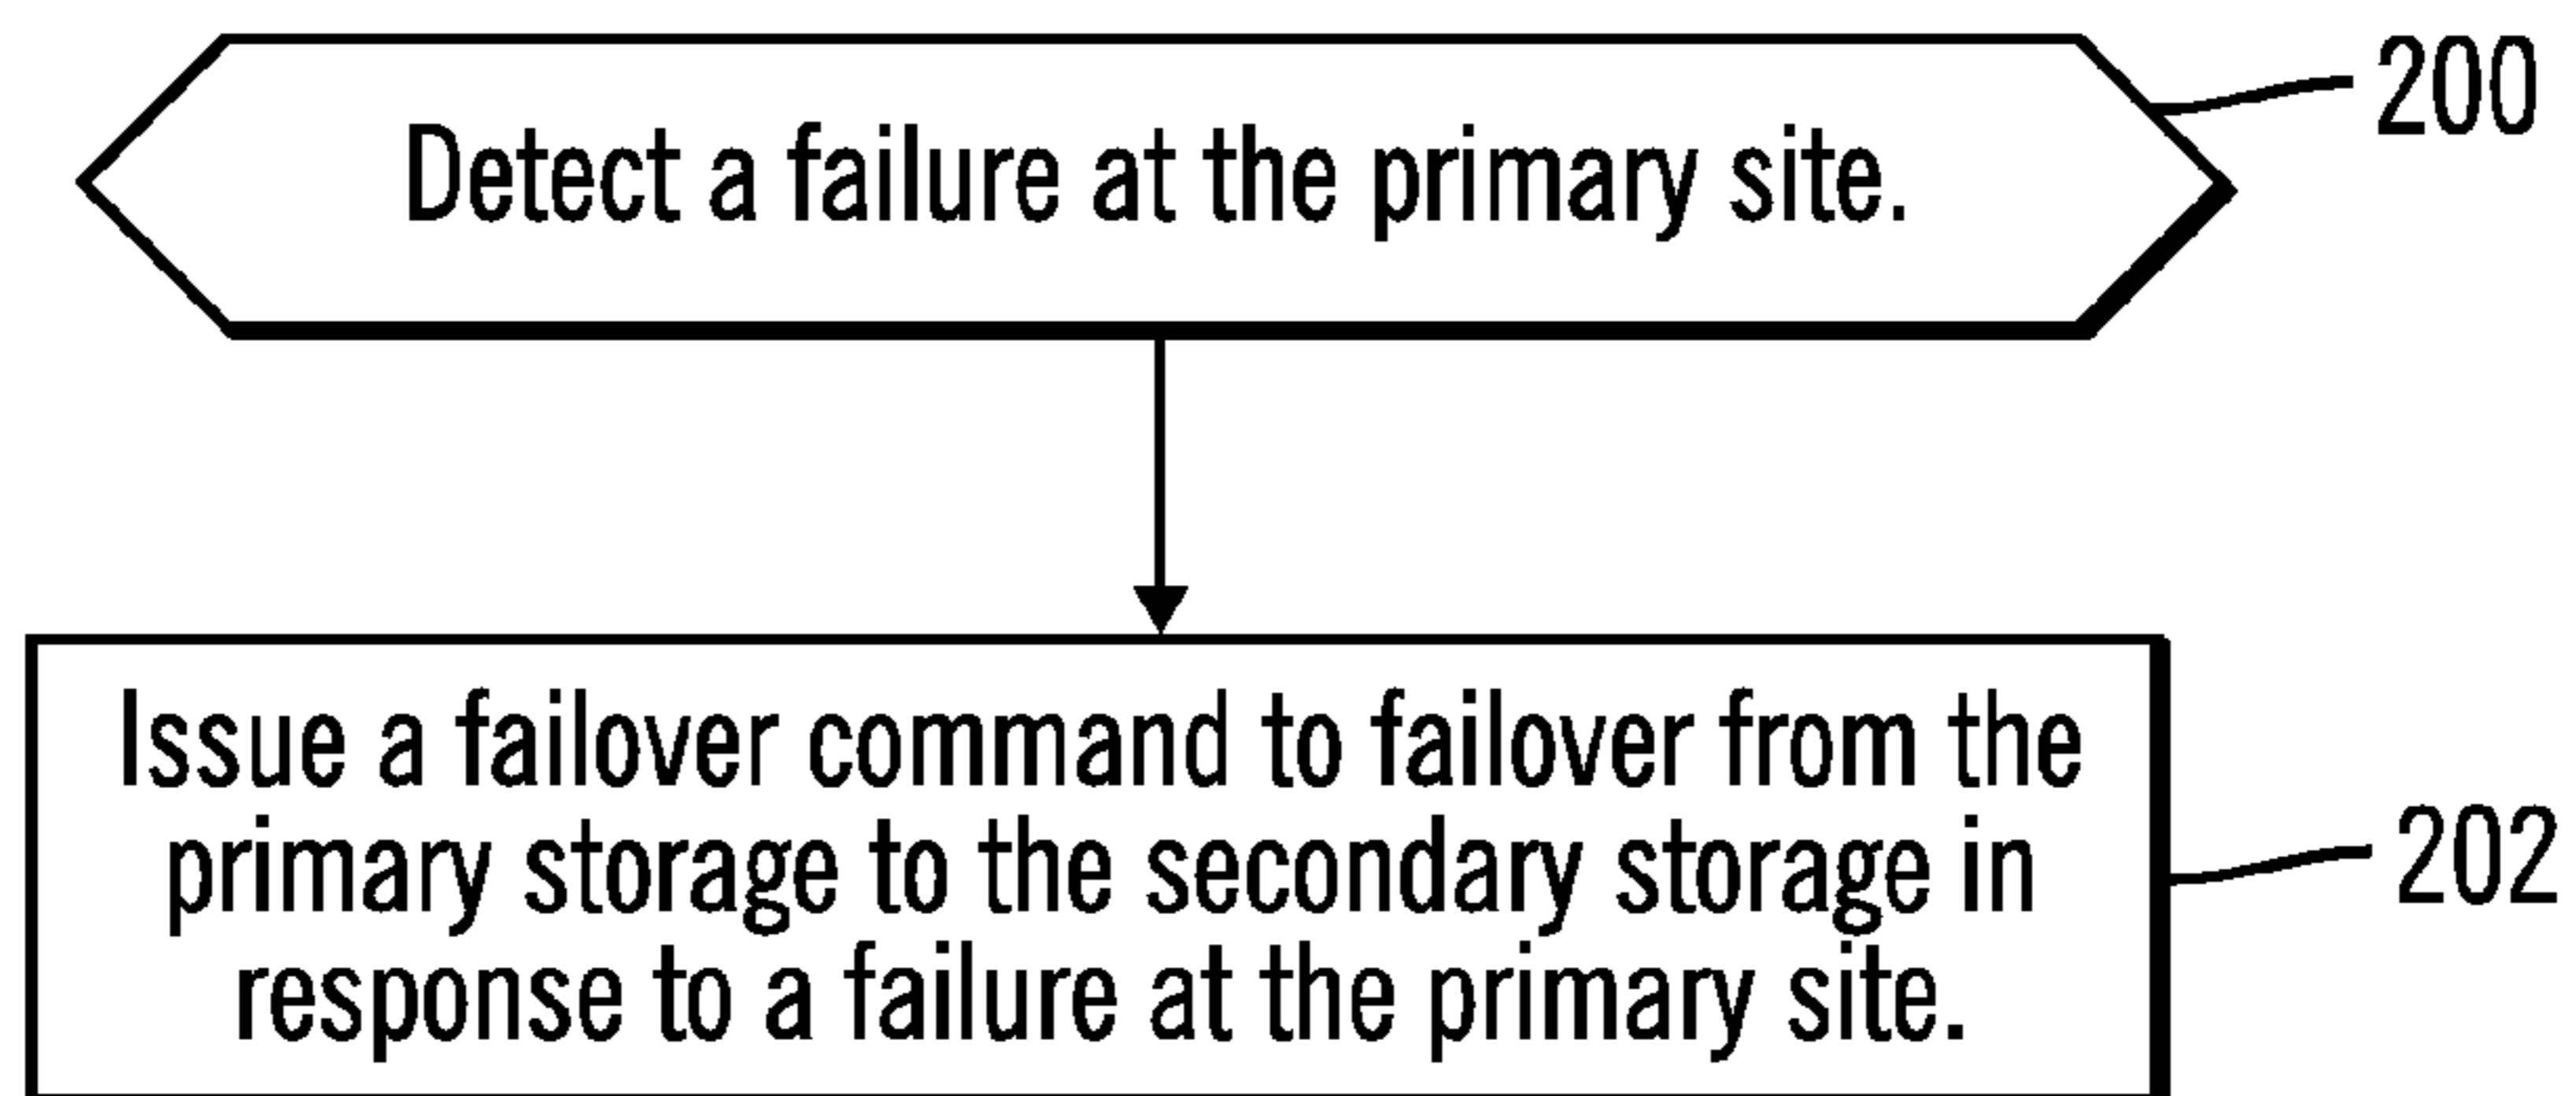 Detect a failure at the primary site.
200
Issue a failover command to failover from the
primary storage to the secondary storage in
response to a failure at the primary site.
202